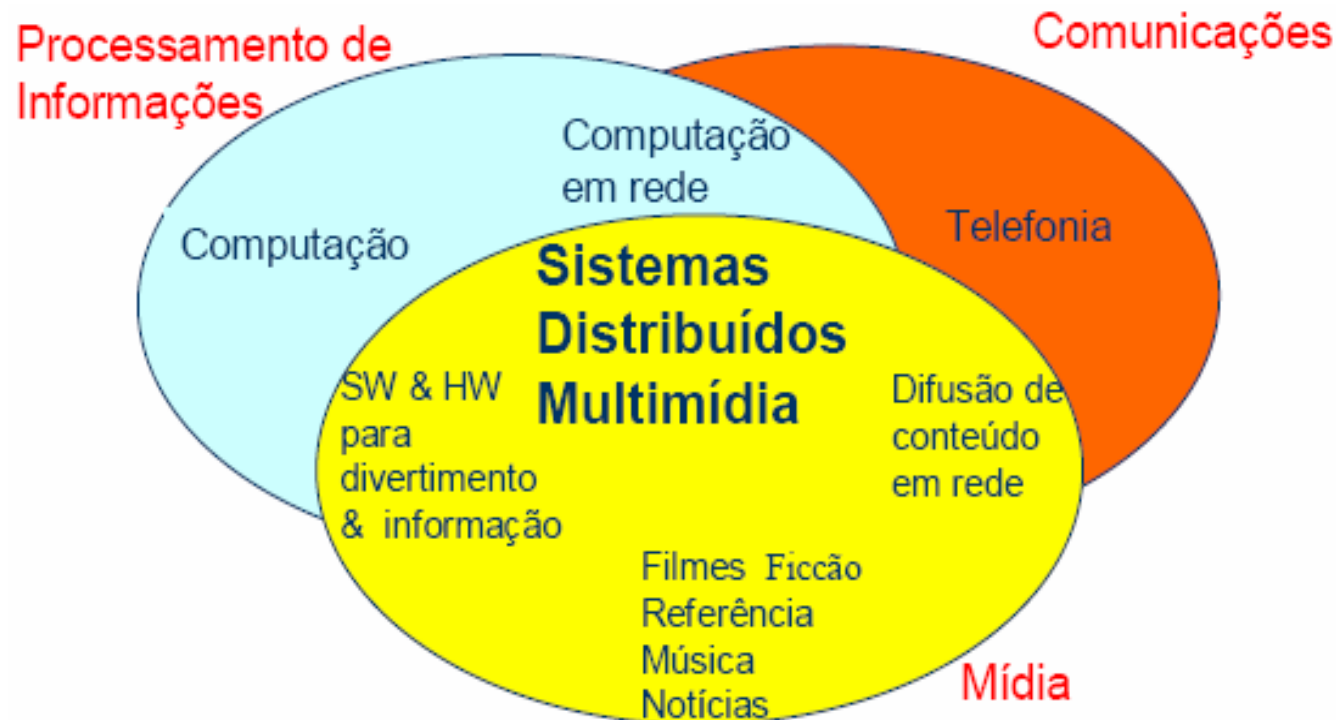 Processamento de
Informações
Comunicações
Computação
em rede
Computação
Telefonia
Sistemas
Distribuídos
Multimídia
SW & HW
para
divertimento
& informação
Difusão de
conteúdo
em rede
Filmes Ficcão
Referência
Música
Notícias
Mídia